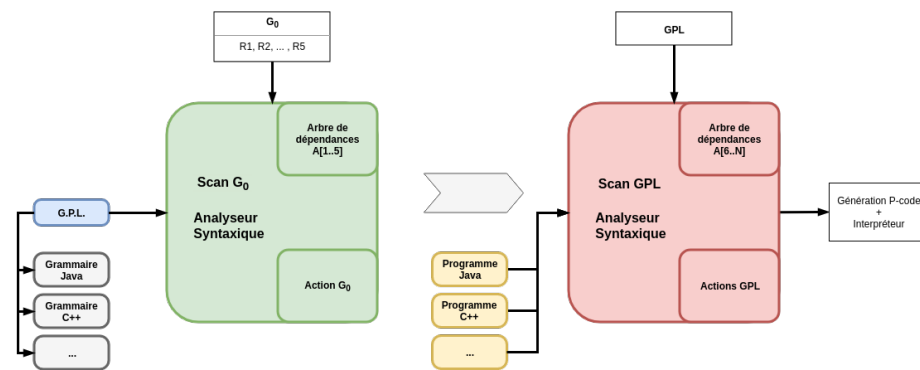 G₀
R1, R2, ... , R5
Arbre de
dépendances
A[1..5]
Scan G₀
Analyseur
Syntaxique
Action G₀
G.P.L.
Grammaire
Java
Grammaire
C++
...
GPL
Arbre de
dépendances
A[6..N]
Scan GPL
Analyseur
Syntaxique
Actions GPL
Programme
Java
Programme
C++
...
Génération P-code
+
Interpréteur